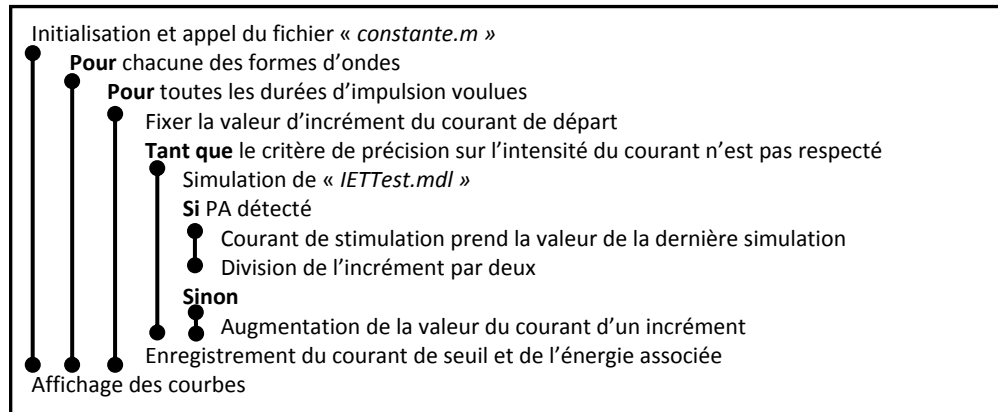 Initialisation et appel du fichier « constante.m »
Pour chacune des formes d’ondes
Pour toutes les durées d’impulsion voulues
Fixer la valeur d’incrément du courant de départ
Tant que le critère de précision sur l’intensité du courant n’est pas respecté
Simulation de « IETTest.mdl »
Si PA détecté
Courant de stimulation prend la valeur de la dernière simulation
Division de l’incrément par deux
Sinon
Augmentation de la valeur du courant d’un incrément
Enregistrement du courant de seuil et de l’énergie associée
Affichage des courbes